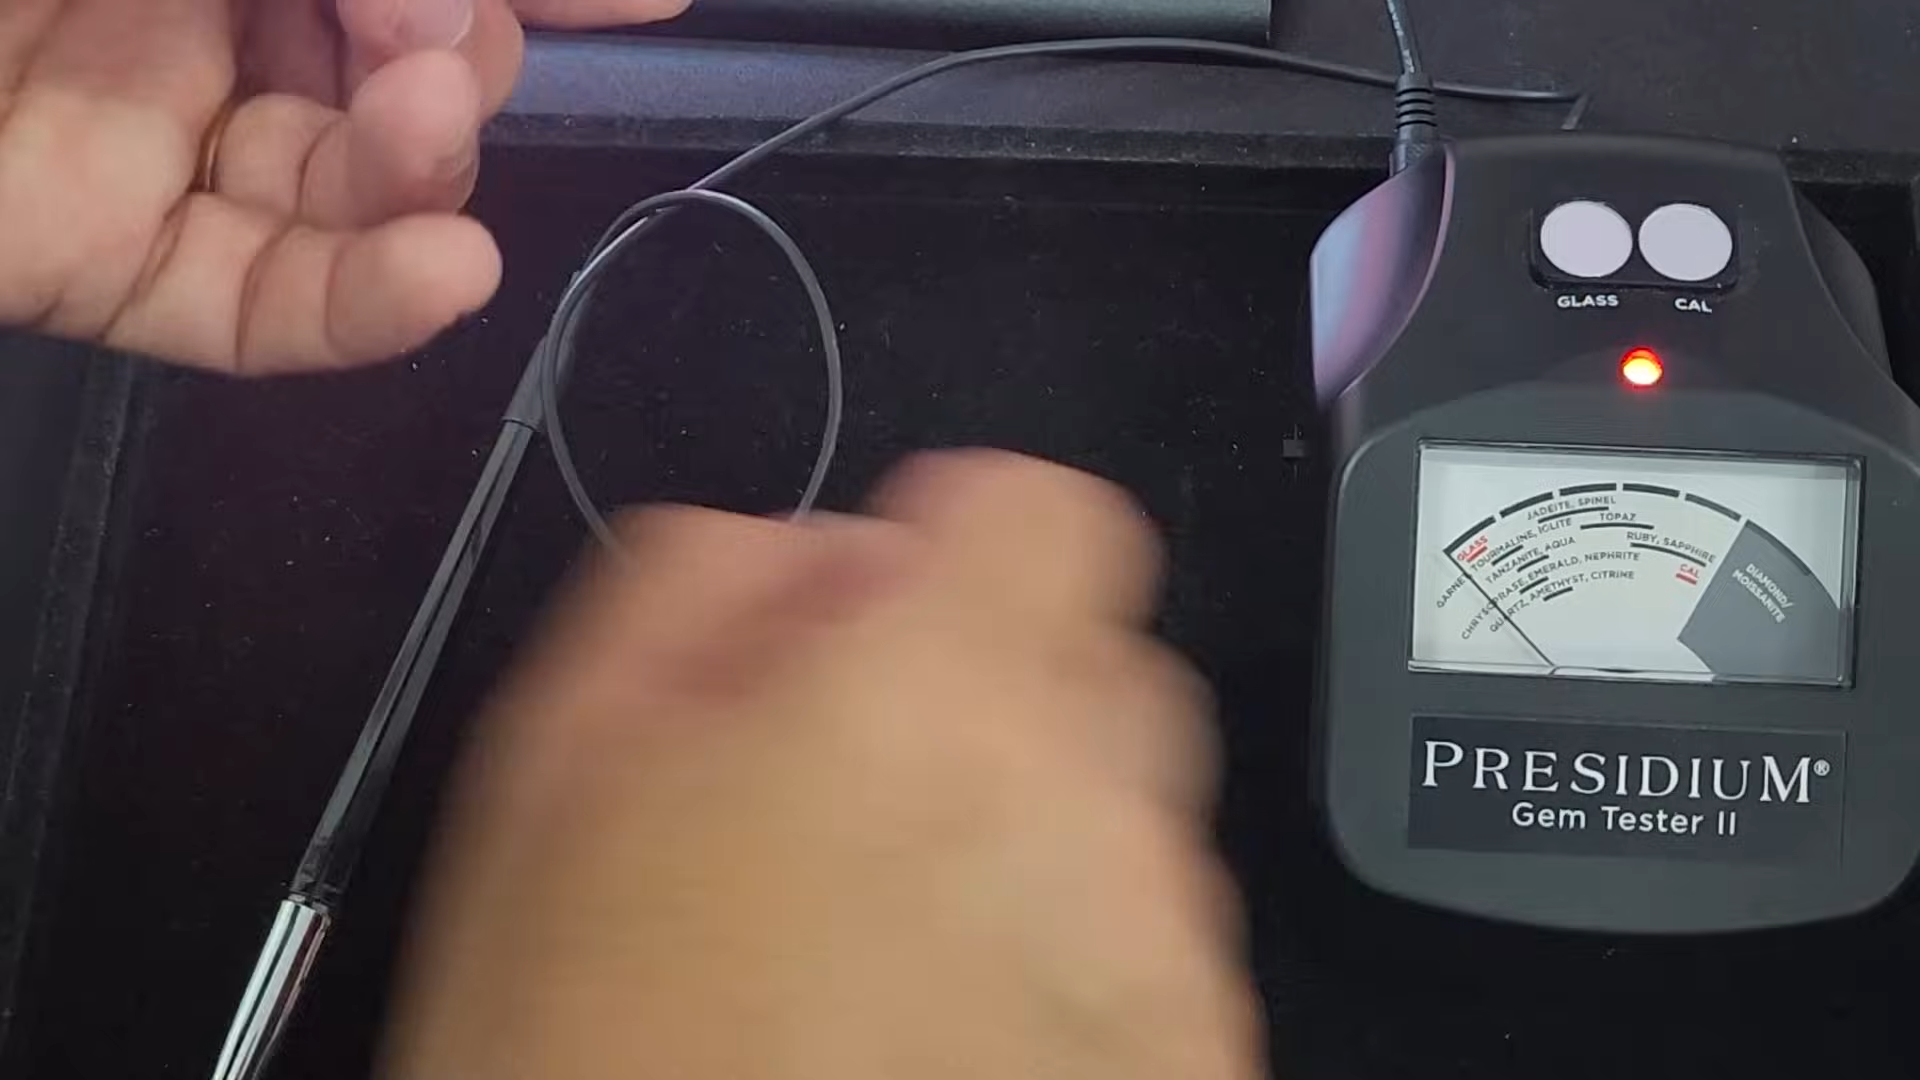 GLASS CAL
JADEITE, SPINEL
TOPAZ
GLASS
TOURMALINE, IOLITE
RUBY, SAPPHIRE
GARNET
TANZANITE, AQUA
CAL
DIAMOND/
MOISSANITE
CHRYSOPRASE, EMERALD, NEPHRITE
QUARTZ, AMETHYST, CITRINE
PRESIDIUM®
Gem Tester II